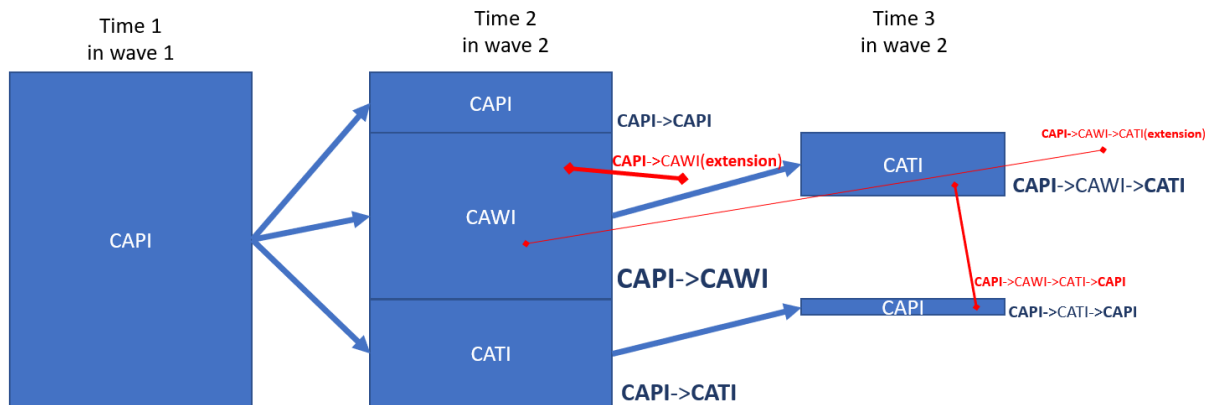 Time 1
in wave 1
Time 2
in wave 2
Time 3
in wave 2
CAPI
CAPI
CAPI->CAPI
CAPI->CAWI(extension)
CAWI
CAPI->CAWI
CATI
CAPI->CATI
CAPI->CAWI->CATI(extension)
CATI
CAPI->CAWI->CATI
CAPI->CAWI->CATI->CAPI
CAPI
CAPI->CATI->CAPI